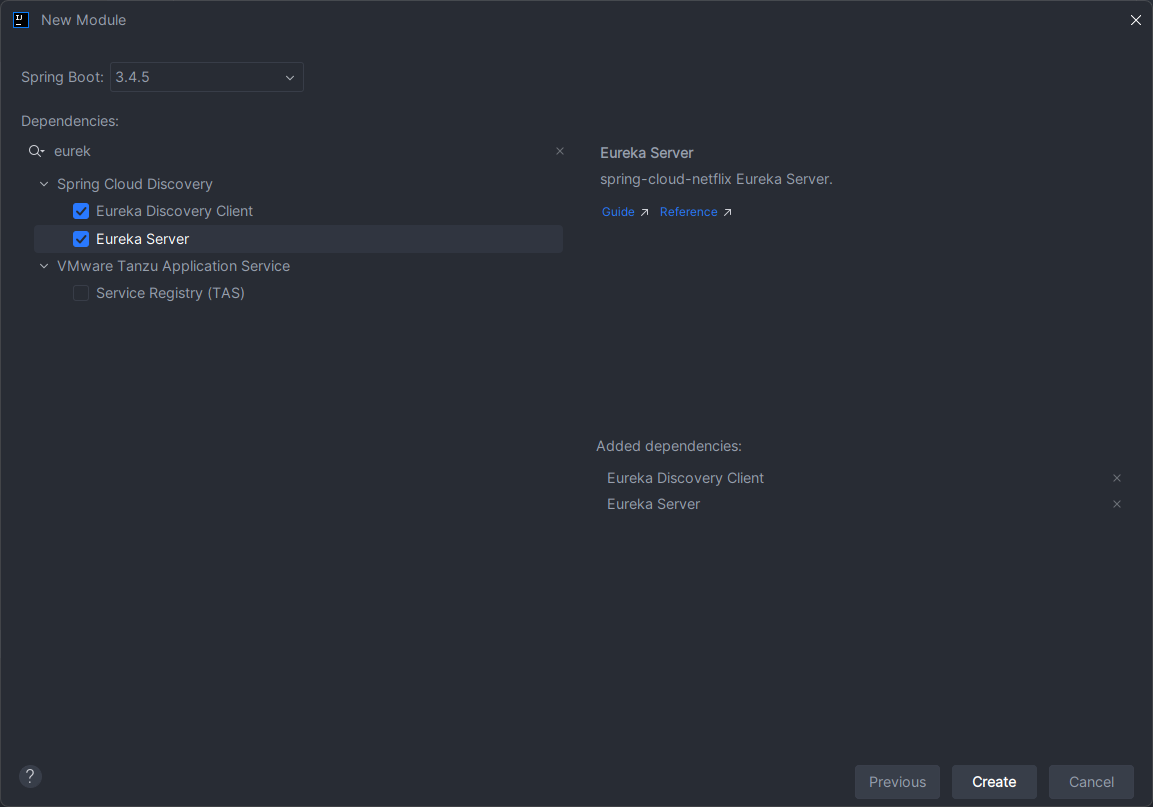 New Module
Spring Boot: 3.4.5
Dependencies:
eurek
Spring Cloud Discovery
Eureka Discovery Client
Eureka Server
VMware Tanzu Application Service
Service Registry (TAS)
Eureka Server
spring-cloud-netflix Eureka Server.
Guide ↗ Reference ↗
Added dependencies:
Eureka Discovery Client
Eureka Server
? Previous Create Cancel